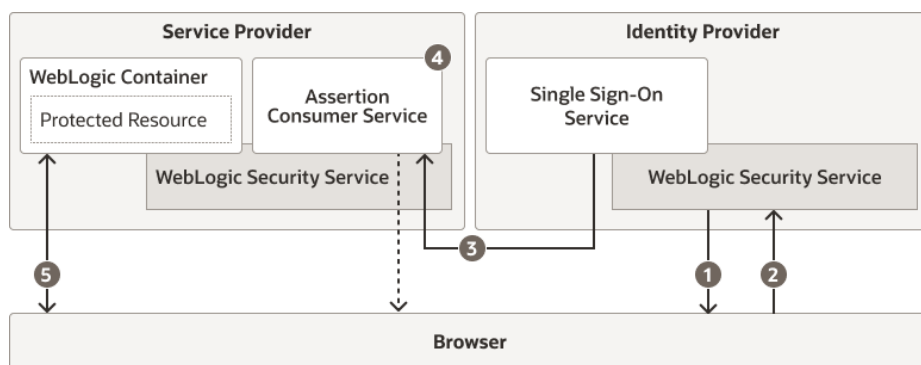 Service Provider
Identity Provider
4
WebLogic Container
Protected Resource
Assertion
Consumer Service
Single Sign-On
Service
WebLogic Security Service
WebLogic Security Service
3
5
1
2
Browser